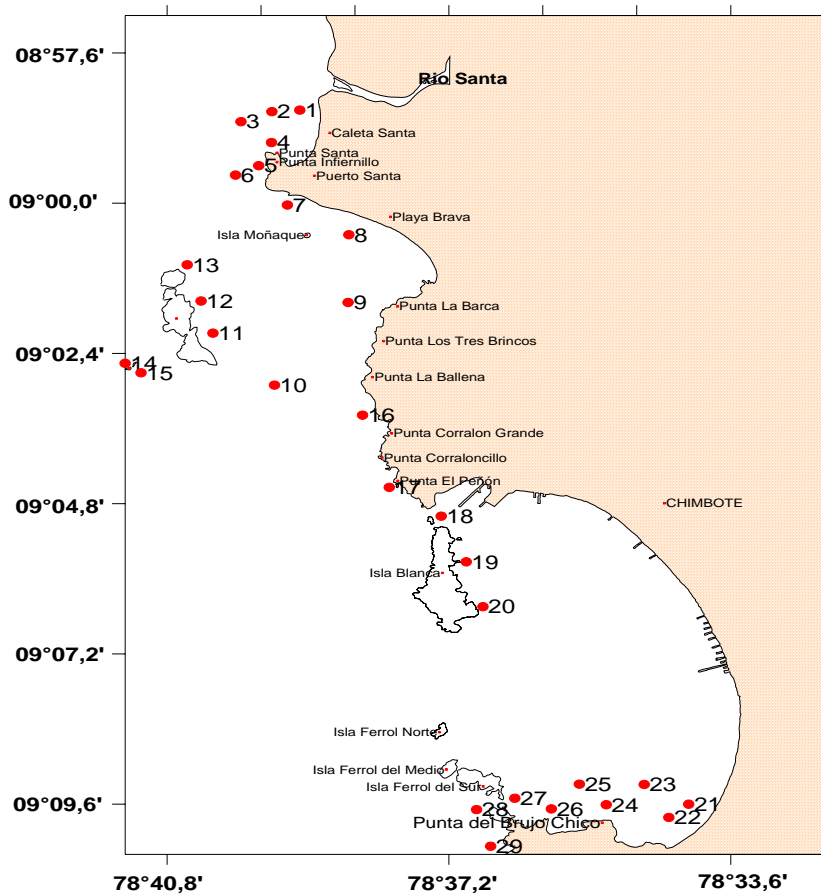 08°57,6'
Rio Santa
1
2
3
Caleta Santa
4
Punta Santa
Punta Infiernillo
5
6
Puerto Santa
09°00,0'
7
Playa Brava
Isla Moñaque
8
13
12
9
Punta La Barca
11
Punta Los Tres Brincos
09°02,4'
14
15
Punta La Ballena
10
16
Punta Corralon Grande
Punta Corraloncillo
Punta El Peñón
17
09°04,8'
CHIMBOTE
18
19
Isla Blanca
20
09°07,2'
Isla Ferrol Norte
Isla Ferrol del Medio
Isla Ferrol del Sur
25
23
27
09°09,6'
28
26
24
21
22
Punta del Brujo Chico
29
78°40,8'
78°37,2'
78°33,6'